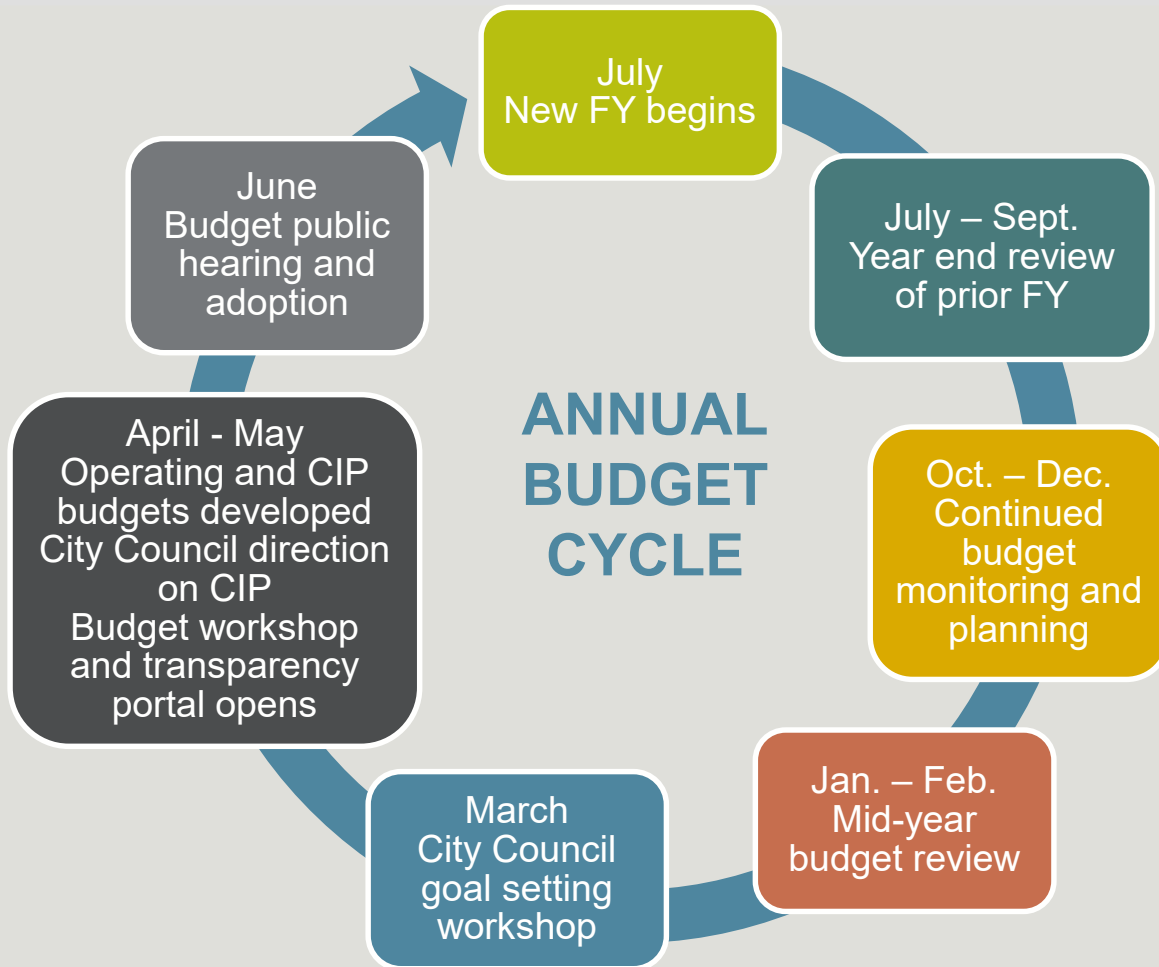 July
New FY begins
July – Sept.
Year end review
of prior FY
Oct. – Dec.
Continued
budget
monitoring and
planning
Jan. – Feb.
Mid-year
budget review
March
City Council
goal setting
workshop
April - May
Operating and CIP
budgets developed
City Council direction
on CIP
Budget workshop
and transparency
portal opens
June
Budget public
hearing and
adoption
ANNUAL
BUDGET
CYCLE